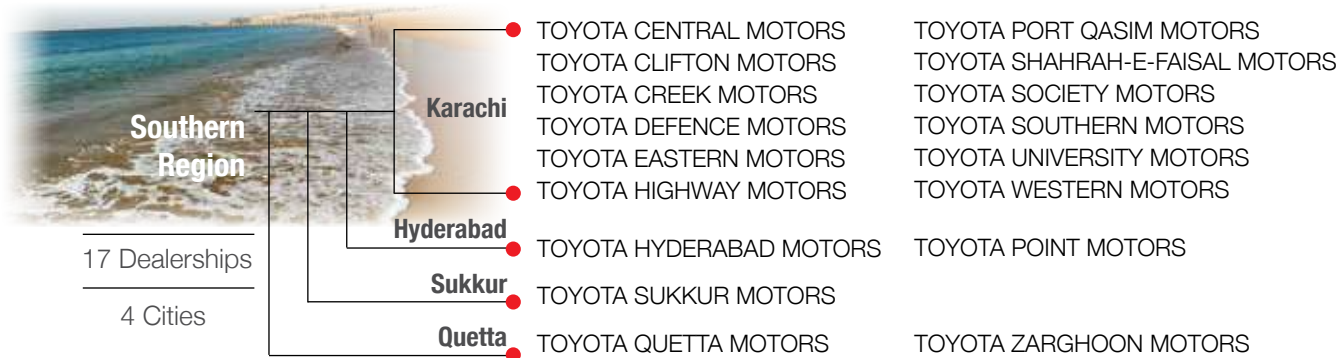 Southern
Region
17 Dealerships
4 Cities
Karachi
TOYOTA CENTRAL MOTORS TOYOTA PORT QASIM MOTORS
TOYOTA CLIFTON MOTORS TOYOTA SHAHRAH-E-FAISAL MOTORS
TOYOTA CREEK MOTORS TOYOTA SOCIETY MOTORS
TOYOTA DEFENCE MOTORS TOYOTA SOUTHERN MOTORS
TOYOTA EASTERN MOTORS TOYOTA UNIVERSITY MOTORS
TOYOTA HIGHWAY MOTORS TOYOTA WESTERN MOTORS
Hyderabad
TOYOTA HYDERABAD MOTORS TOYOTA POINT MOTORS
Sukkur
TOYOTA SUKKUR MOTORS
Quetta
TOYOTA QUETTA MOTORS TOYOTA ZARGHOON MOTORS